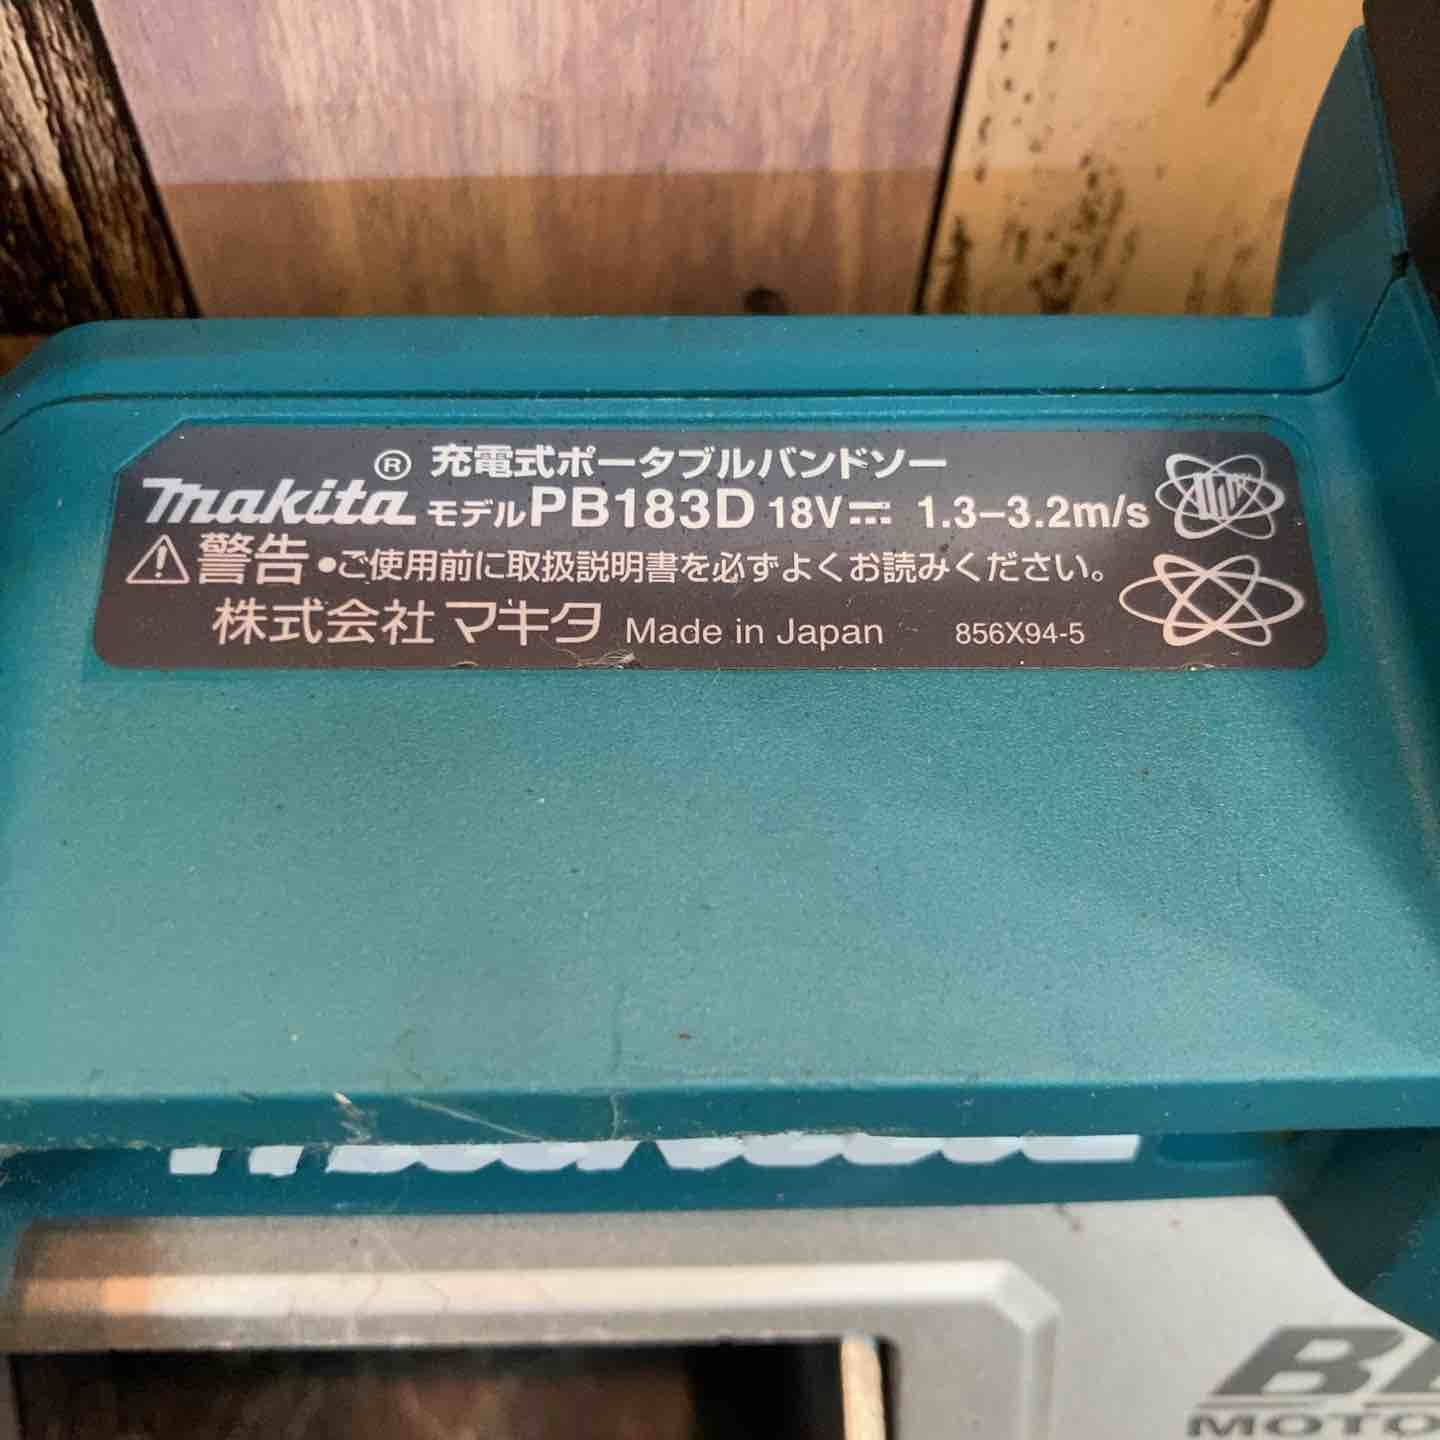 ® 充電式ポータブルバンドソー
makita モデルPB183D 18V⎓ 1.3–3.2m/s
⚠警告 •ご使用前に取扱説明書を必ずよくお読みください。
株式会社マキタ Made in Japan 856X94-5